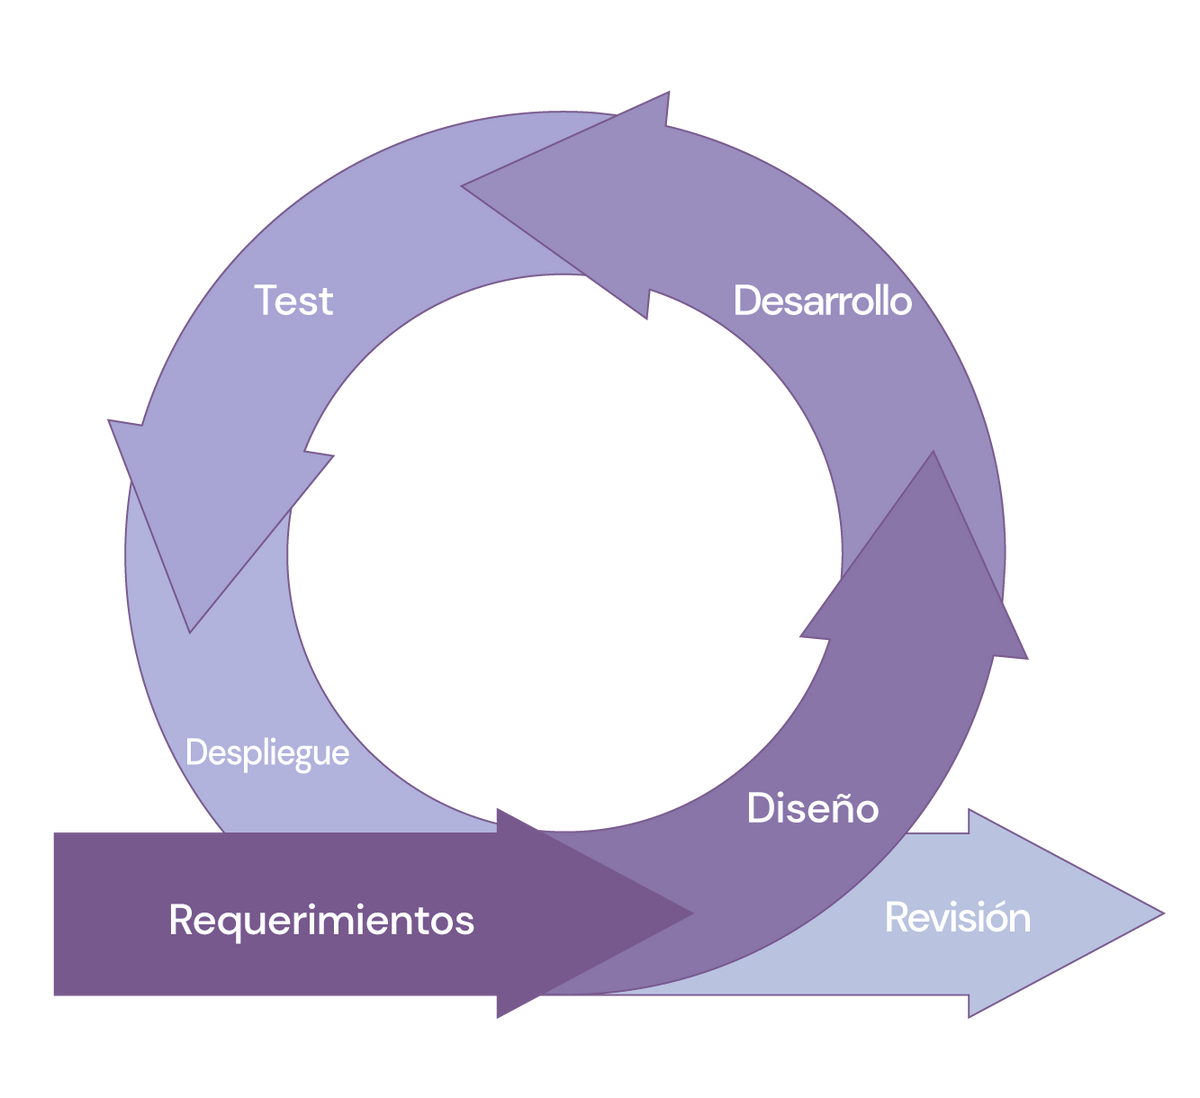 Test
Desarrollo
Despliegue
Diseño
Requerimientos
Revisión